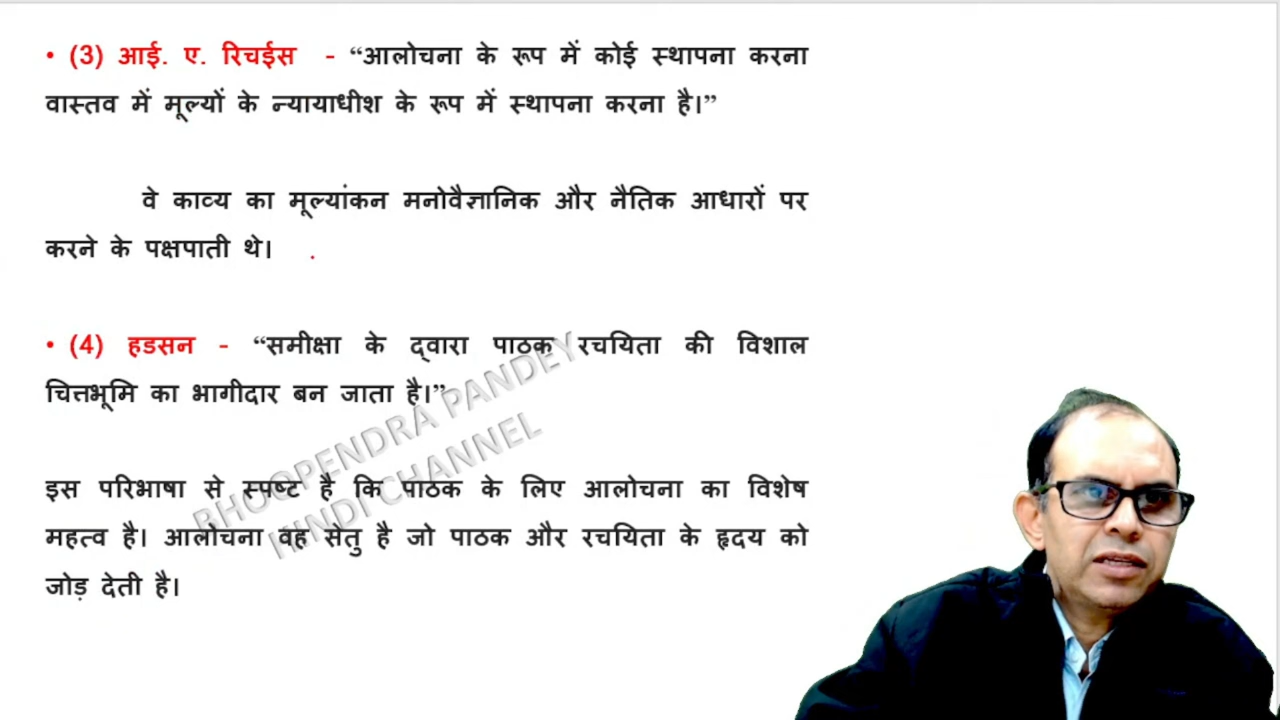 • (3) आई. ए. रिचर्ईस - “आलोचना के रूप में कोई स्थापना करना
वास्तव में मूल्यों के न्यायाधीश के रूप में स्थापना करना है।”
वे काव्य का मूल्यांकन मनोवैज्ञानिक और नैतिक आधारों पर
करने के पक्षपाती थे।
• (4) हडसन - “समीक्षा के द्वारा पाठक रचयिता की विशाल
चित्तभूमि का भागीदार बन जाता है।”
BHOOPENDRA PANDEY
HINDI CHANNEL
इस परिभाषा से स्पष्ट है कि पाठक के लिए आलोचना का विशेष
महत्व है। आलोचना वह सेतु है जो पाठक और रचयिता के हृदय को
जोड़ देती है।